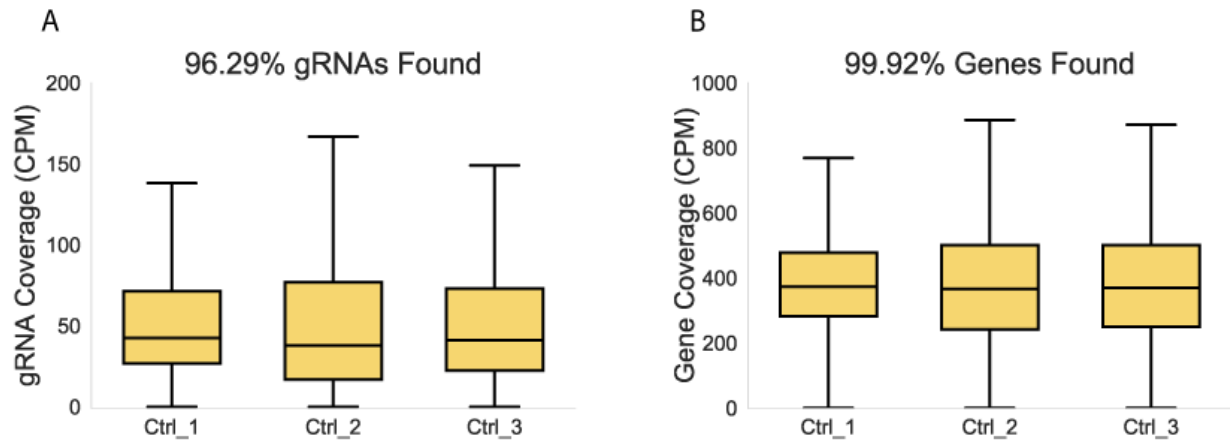 A
96.29% gRNAs Found
gRNA Coverage (CPM)
200
150
100
50
0
Ctrl_1
Ctrl_2
Ctrl_3
B
99.92% Genes Found
Gene Coverage (CPM)
1000
800
600
400
200
0
Ctrl_1
Ctrl_2
Ctrl_3